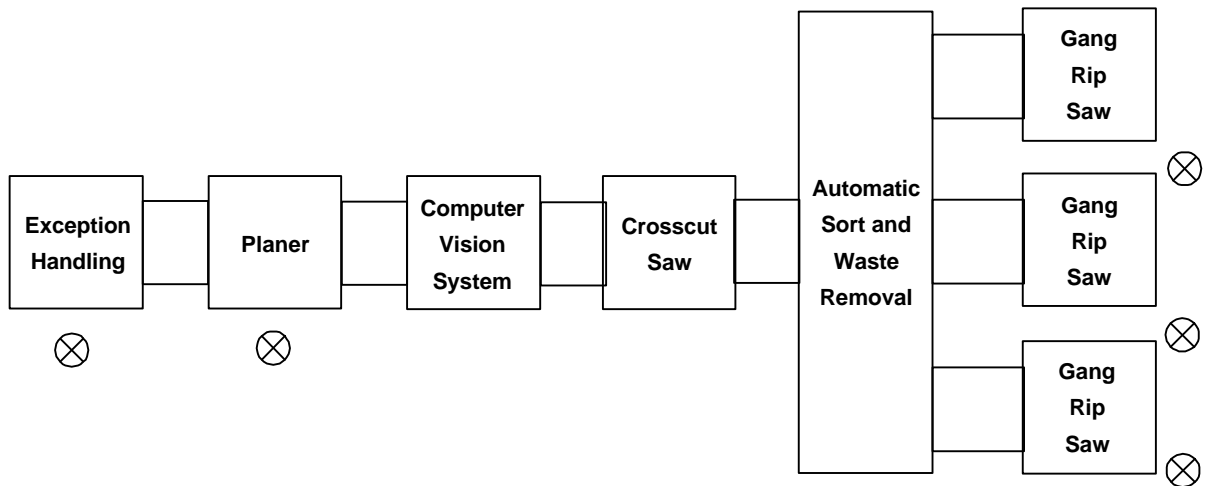 Exception
Handling
Planer
Computer
Vision
System
Crosscut
Saw
Automatic
Sort and
Waste
Removal
Gang
Rip
Saw
Gang
Rip
Saw
Gang
Rip
Saw